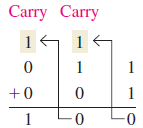 Carry Carry
1 1
0 1 1
+0 0 1
1 0 0